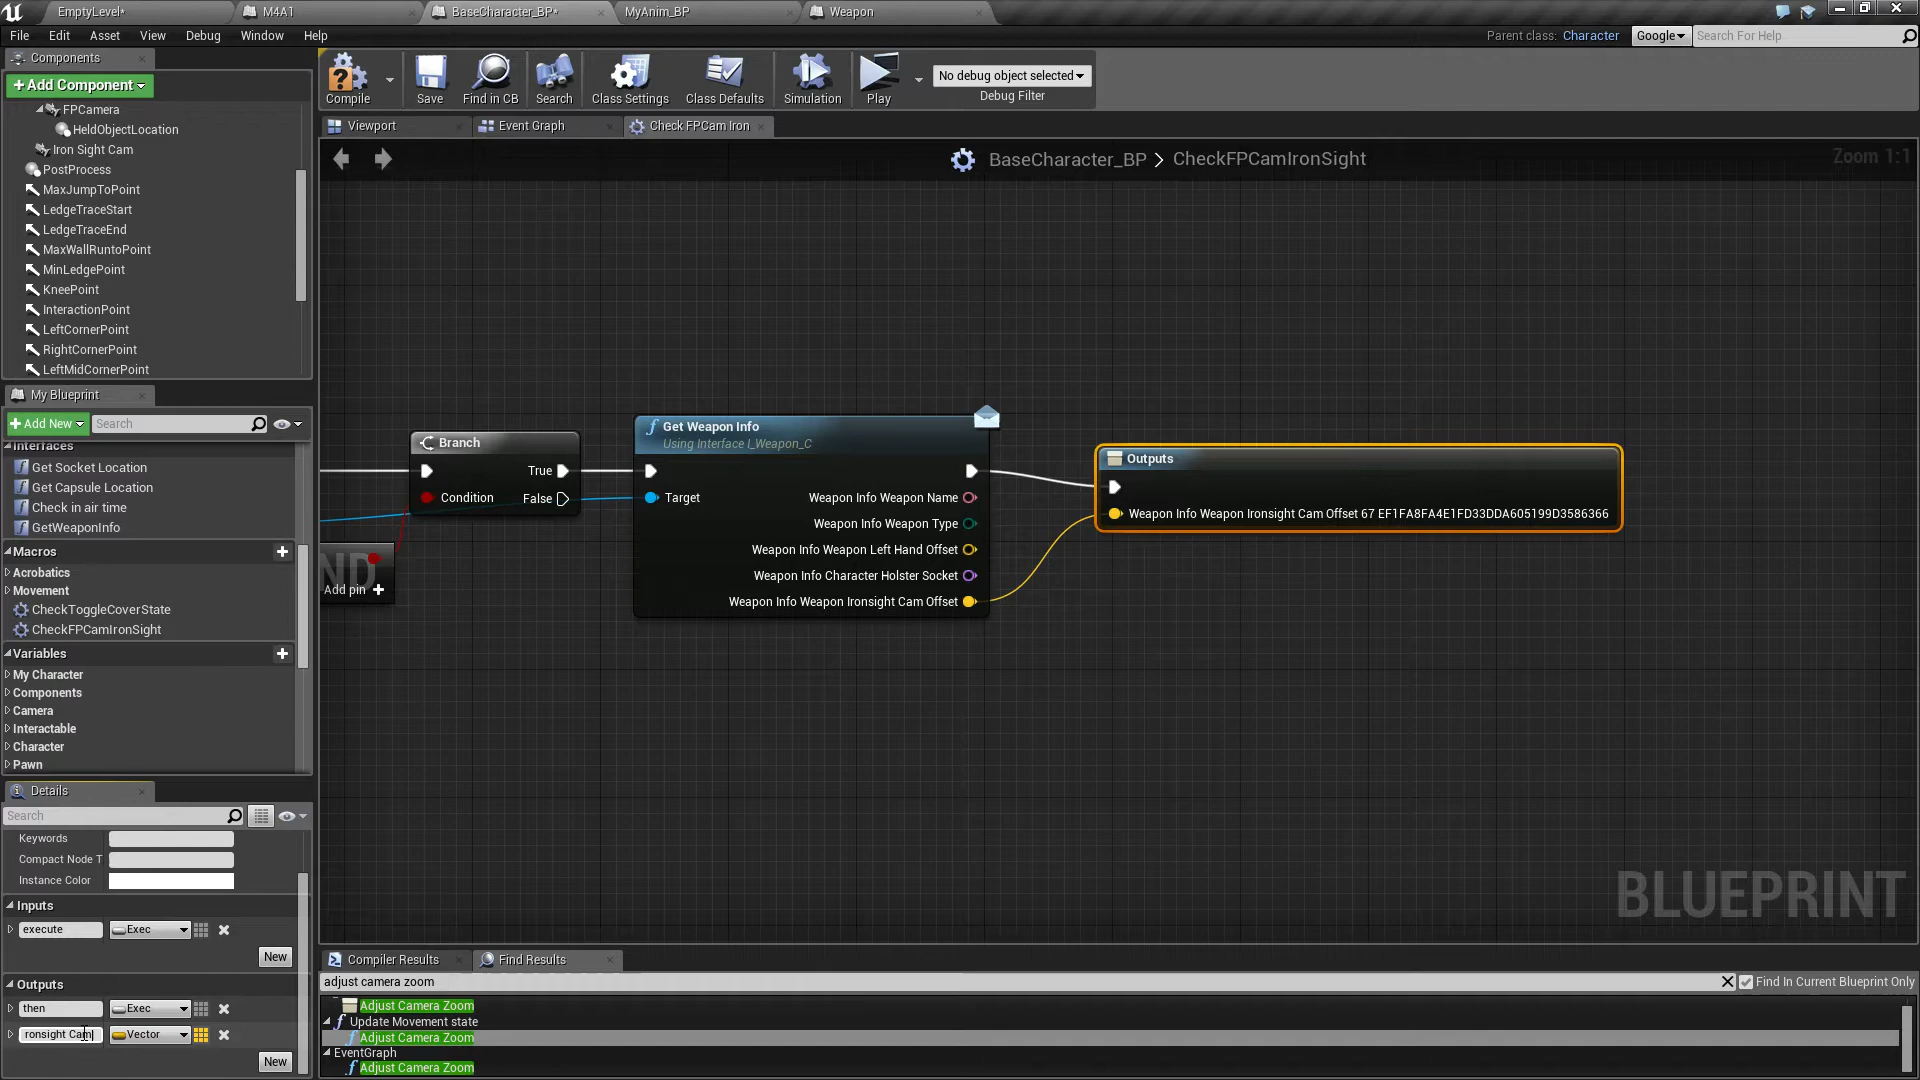 EmptyLevel*
M4A1
BaseCharacter_BP*
MyAnim_BP
Weapon
File
Edit
Asset
View
Debug
Window
Help
Parent class: Character
Google
Search For Help
Components
+Add Component
FPCamera
HeldObjectLocation
Iron Sight Cam
PostProcess
MaxJumpToPoint
LedgeTraceStart
LedgeTraceEnd
MaxWallRuntoPoint
MinLedgePoint
KneePoint
InteractionPoint
LeftCornerPoint
RightCornerPoint
LeftMidCornerPoint
Compile
Save
Find in CB
Search
Class Settings
Class Defaults
Simulation
Play
No debug object selected
Debug Filter
Viewport
Event Graph
Check FPCam Iron
BaseCharacter_BP > CheckFPCamIronSight
Zoom 1:1
My Blueprint
+Add New
Search
Interfaces
Get Socket Location
Get Capsule Location
Check in air time
GetWeaponInfo
Macros
Acrobatics
Movement
CheckToggleCoverState
CheckFPCamIronSight
Variables
My Character
Components
Camera
Interactable
Character
Pawn
Branch
True
Condition
False
ND
Add pin +
Get Weapon Info
Using Interface I_Weapon_C
Target
Weapon Info Weapon Name
Weapon Info Weapon Type
Weapon Info Weapon Left Hand Offset
Weapon Info Character Holster Socket
Weapon Info Weapon Ironsight Cam Offset
Outputs
Weapon Info Weapon Ironsight Cam Offset 67 EF1FA8FA4E1FD33DDA605199D3586366
BLUEPRINT
Details
Search
Keywords
Compact Node T
Instance Color
Inputs
execute
Exec
New
Outputs
then
Exec
ronsight Cam
Vector
New
Compiler Results
Find Results
adjust camera zoom
Find In Current Blueprint Only
Adjust Camera Zoom
Update Movement state
Adjust Camera Zoom
EventGraph
Adjust Camera Zoom